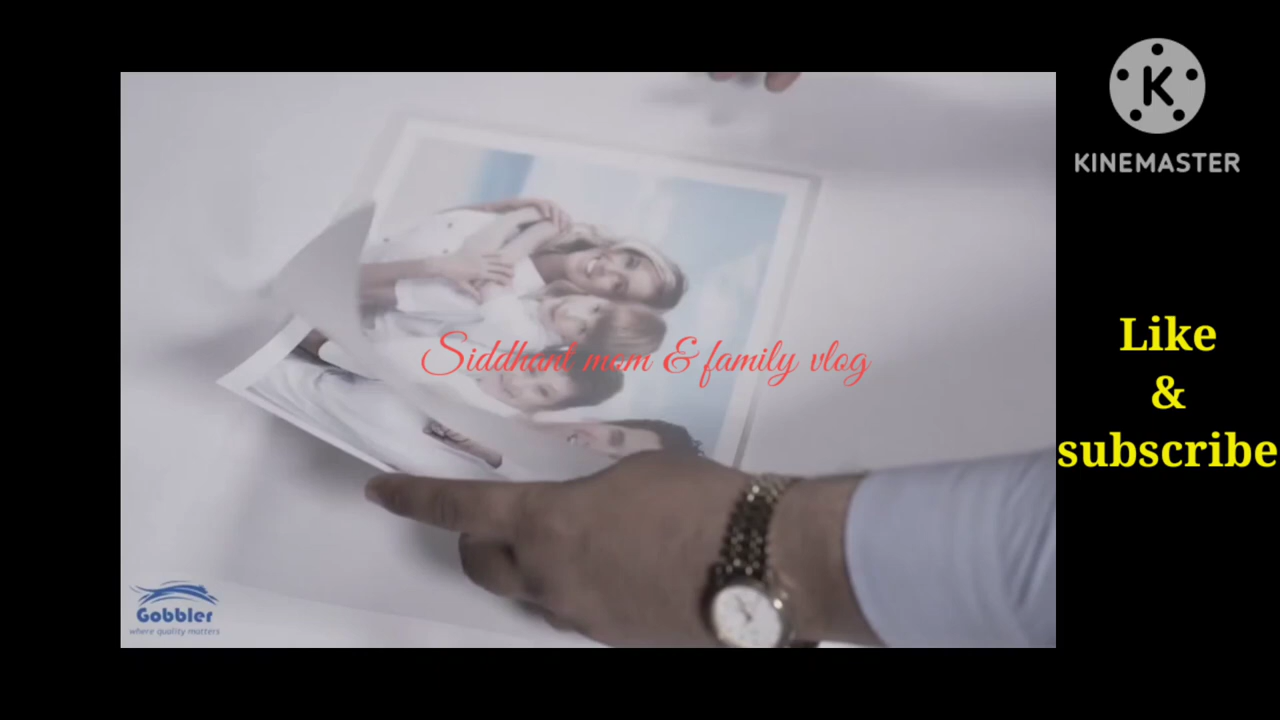 KINEMASTER
Like
&
subscribe
Siddhant mom & family vlog
Gobbler
where quality matters